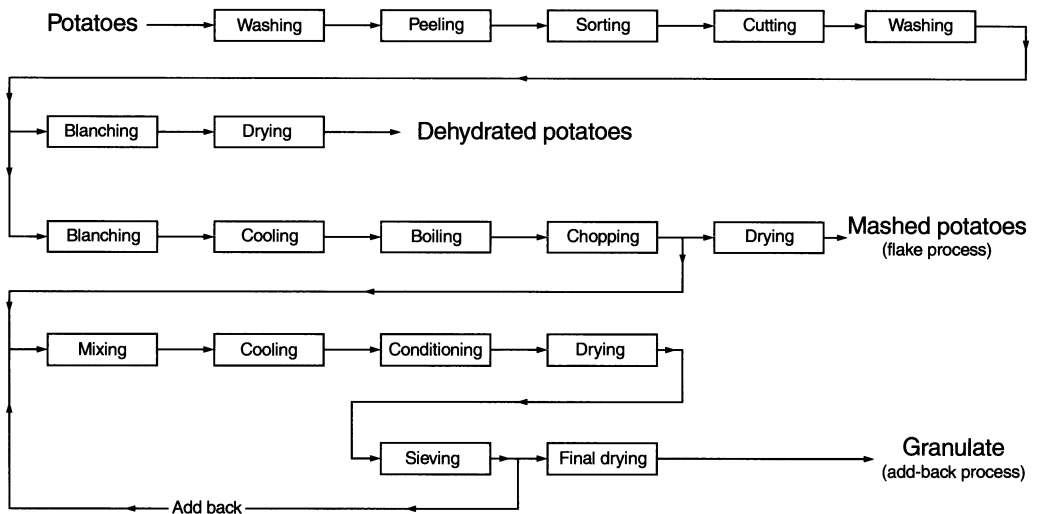 Potatoes Washing Peeling Sorting Cutting Washing
Blanching Drying Dehydrated potatoes
Blanching Cooling Boiling Chopping Drying Mashed potatoes
(flake process)
Mixing Cooling Conditioning Drying
Sieving Final drying Granulate
(add-back process)
Add back